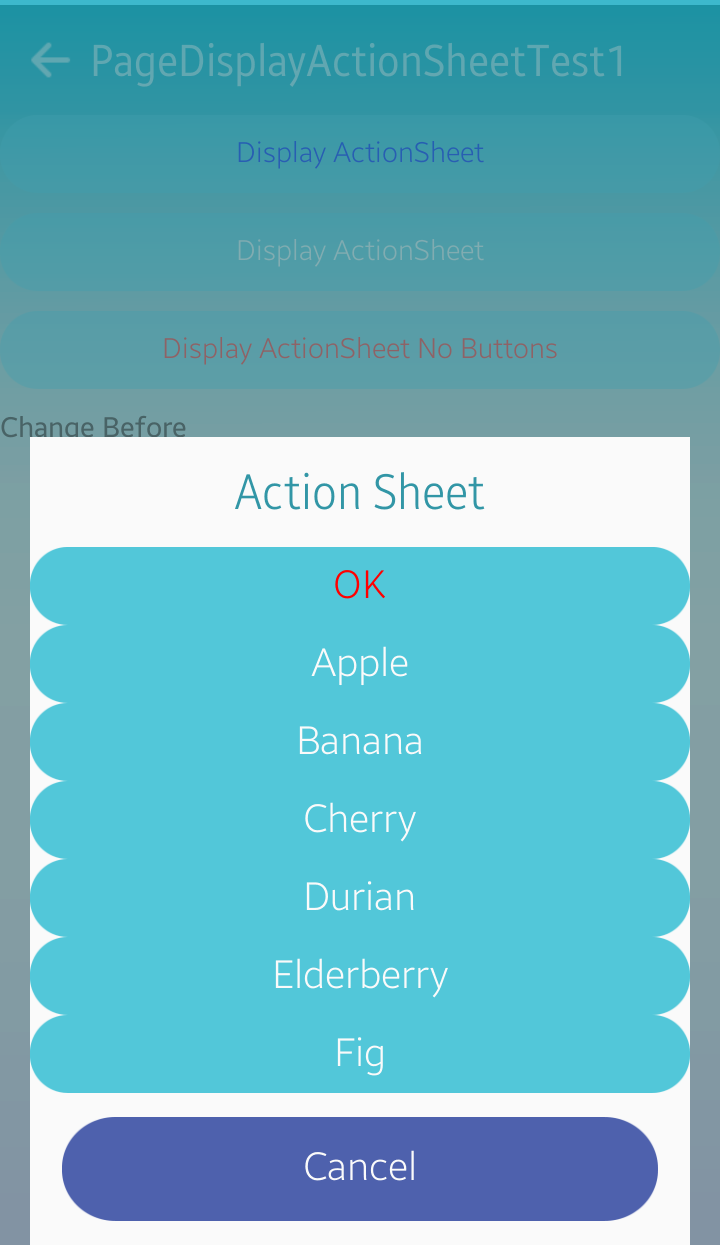 PageDisplayActionSheetTest1
Display ActionSheet
Display ActionSheet
Display ActionSheet No Buttons
Change Before
Action Sheet
OK
Apple
Banana
Cherry
Durian
Elderberry
Fig
Cancel